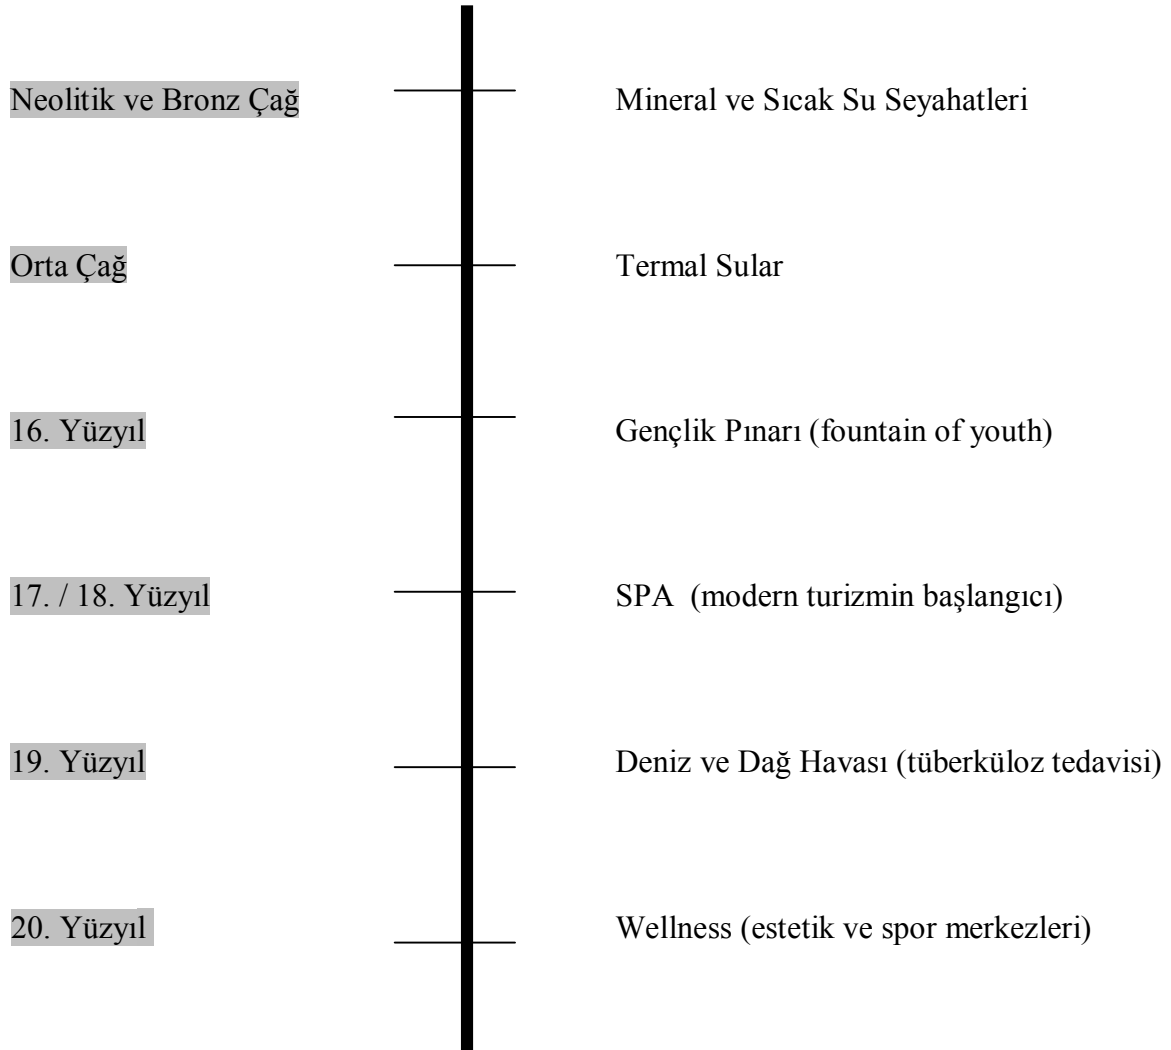 Neolitik ve Bronz Çağ Mineral ve Sıcak Su Seyahatleri
Orta Çağ Termal Sular
16. Yüzyıl Gençlik Pınarı (fountain of youth)
17. / 18. Yüzyıl SPA (modern turizmin başlangıcı)
19. Yüzyıl Deniz ve Dağ Havası (tüberküloz tedavisi)
20. Yüzyıl Wellness (estetik ve spor merkezleri)